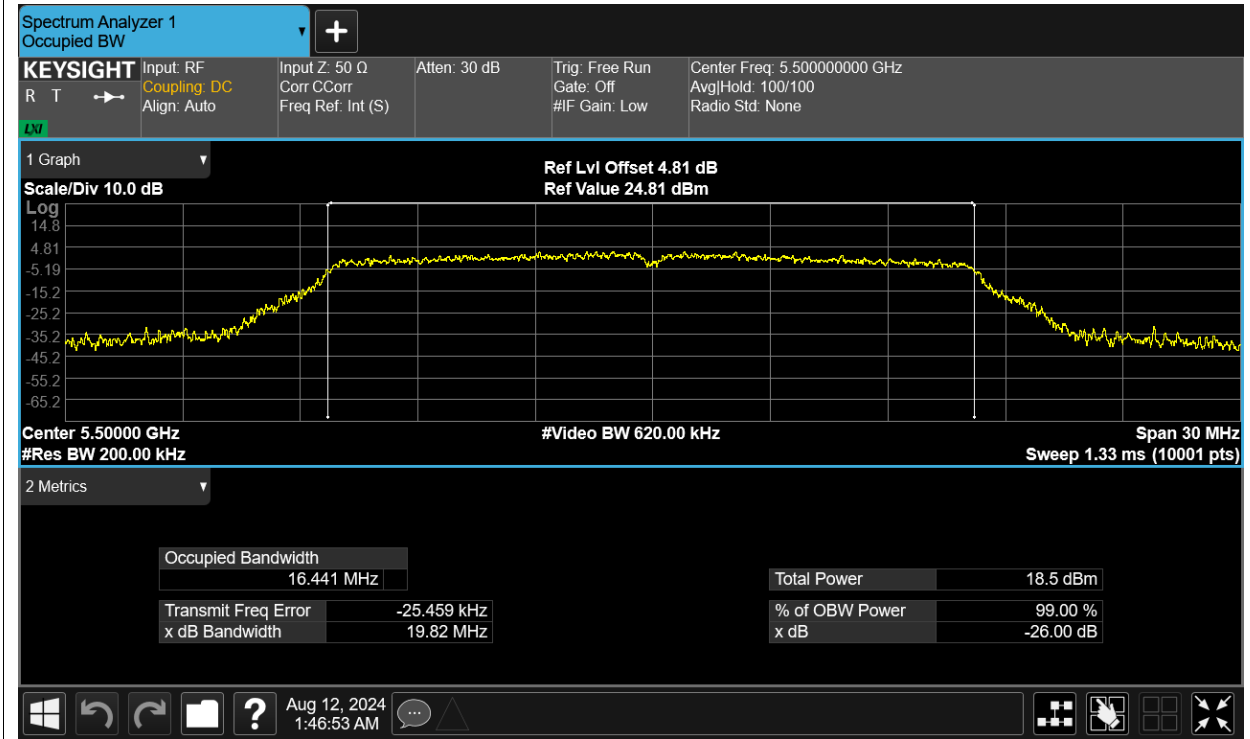 Spectrum Analyzer 1
Occupied BW
KEYSIGHT
R T
LXI
Input: RF
Coupling: DC
Align: Auto
Input Z: 50 Ω
Corr CCorr
Freq Ref: Int (S)
Atten: 30 dB
Trig: Free Run
Gate: Off
#IF Gain: Low
Center Freq: 5.500000000 GHz
Avg|Hold: 100/100
Radio Std: None
1 Graph
Scale/Div 10.0 dB
Ref Lvl Offset 4.81 dB
Ref Value 24.81 dBm
Log
14.8
4.81
-5.19
-15.2
-25.2
-35.2
-45.2
-55.2
-65.2
Center 5.50000 GHz
#Video BW 620.00 kHz
Span 30 MHz
#Res BW 200.00 kHz
Sweep 1.33 ms (10001 pts)
2 Metrics
Occupied Bandwidth
16.441 MHz
Transmit Freq Error -25.459 kHz
x dB Bandwidth 19.82 MHz
Total Power 18.5 dBm
% of OBW Power 99.00 %
x dB -26.00 dB
?
Aug 12, 2024
1:46:53 AM